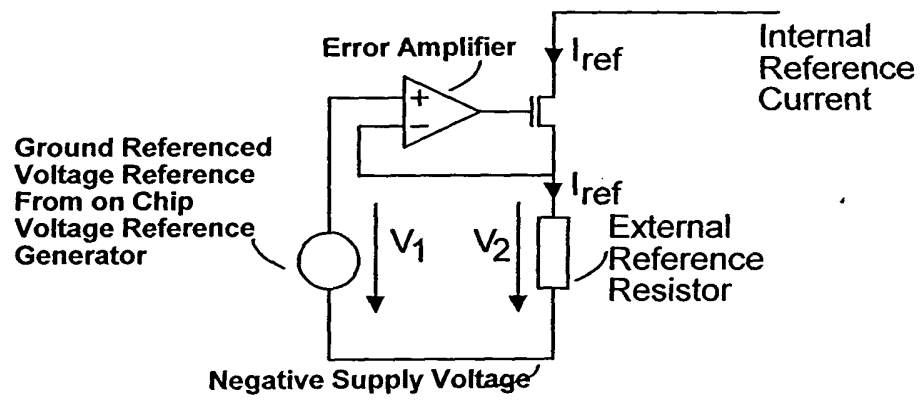 Error Amplifier
Iref
Internal
Reference
Current
+
−
Ground Referenced
Voltage Reference
From on Chip
Voltage Reference
Generator
V1
V2
Iref
External
Reference
Resistor
Negative Supply Voltage